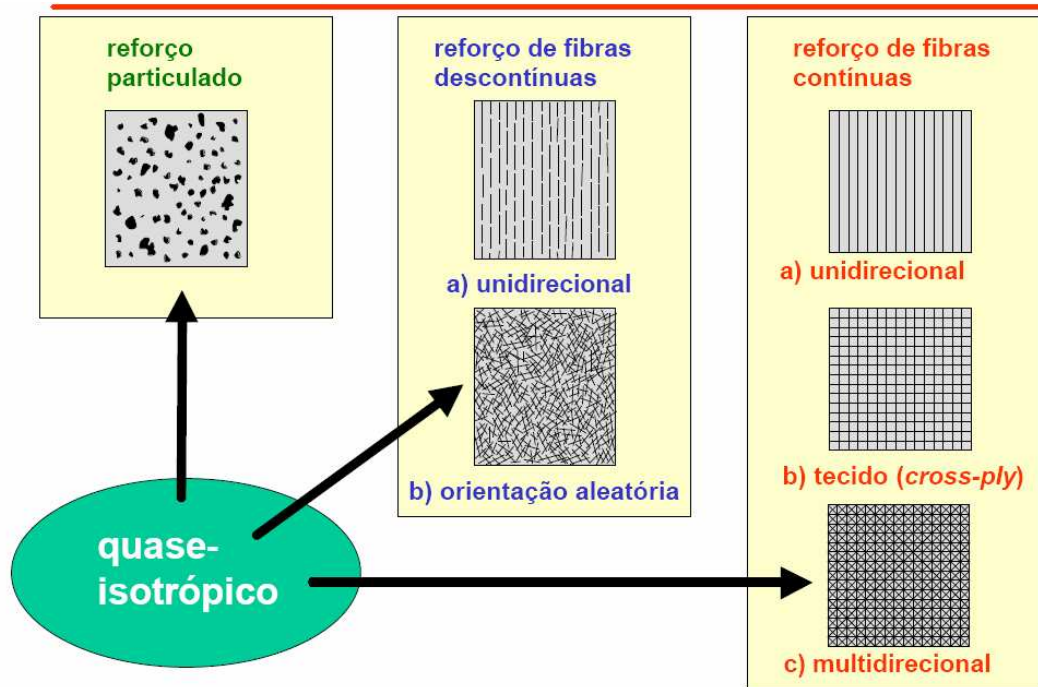 reforço
particulado
reforço de fibras
descontínuas
a) unidirecional
b) orientação aleatória
reforço de fibras
contínuas
a) unidirecional
b) tecido (cross-ply)
c) multidirecional
quase-
isotrópico